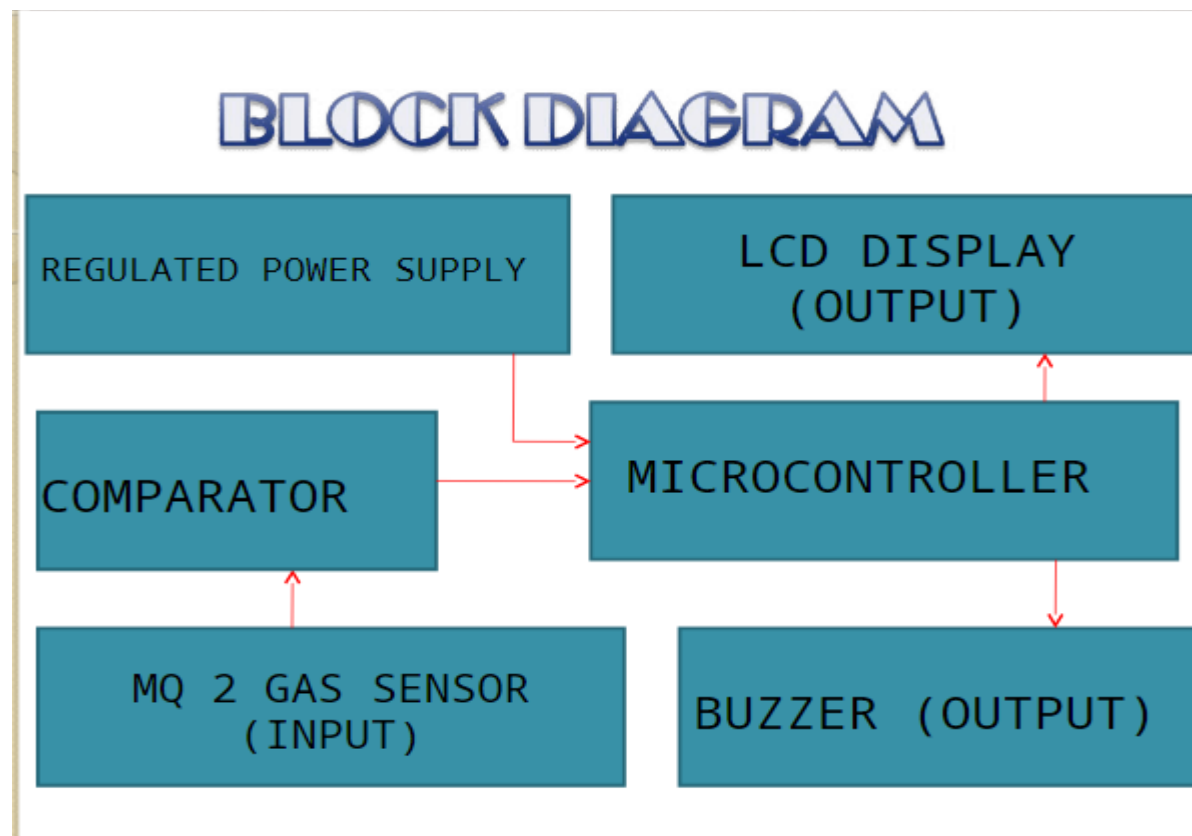 BLOCK DIAGRAM
REGULATED POWER SUPPLY
LCD DISPLAY
(OUTPUT)
COMPARATOR
MICROCONTROLLER
MQ 2 GAS SENSOR
(INPUT)
BUZZER (OUTPUT)